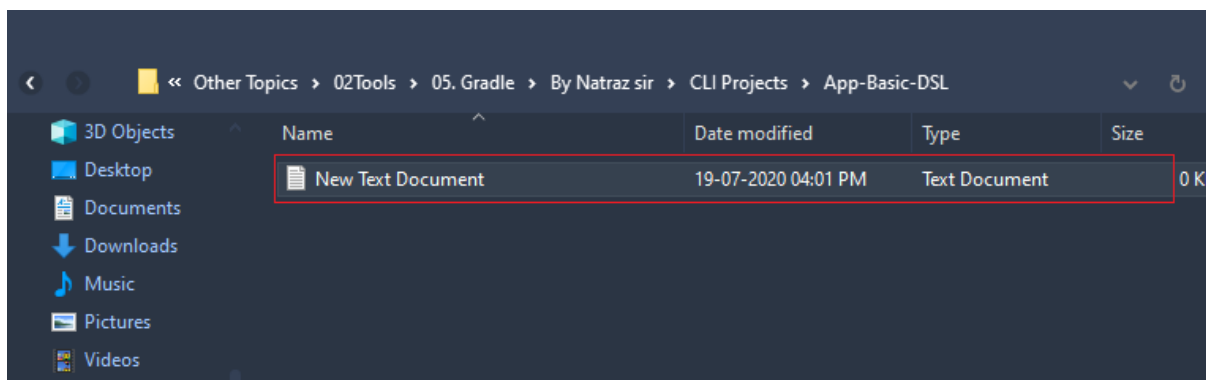 « Other Topics › 02Tools › 05. Gradle › By Natraz sir › CLI Projects › App-Basic-DSL
3D Objects
Name Date modified Type Size
Desktop
New Text Document 19-07-2020 04:01 PM Text Document 0 K
Documents
Downloads
Music
Pictures
Videos